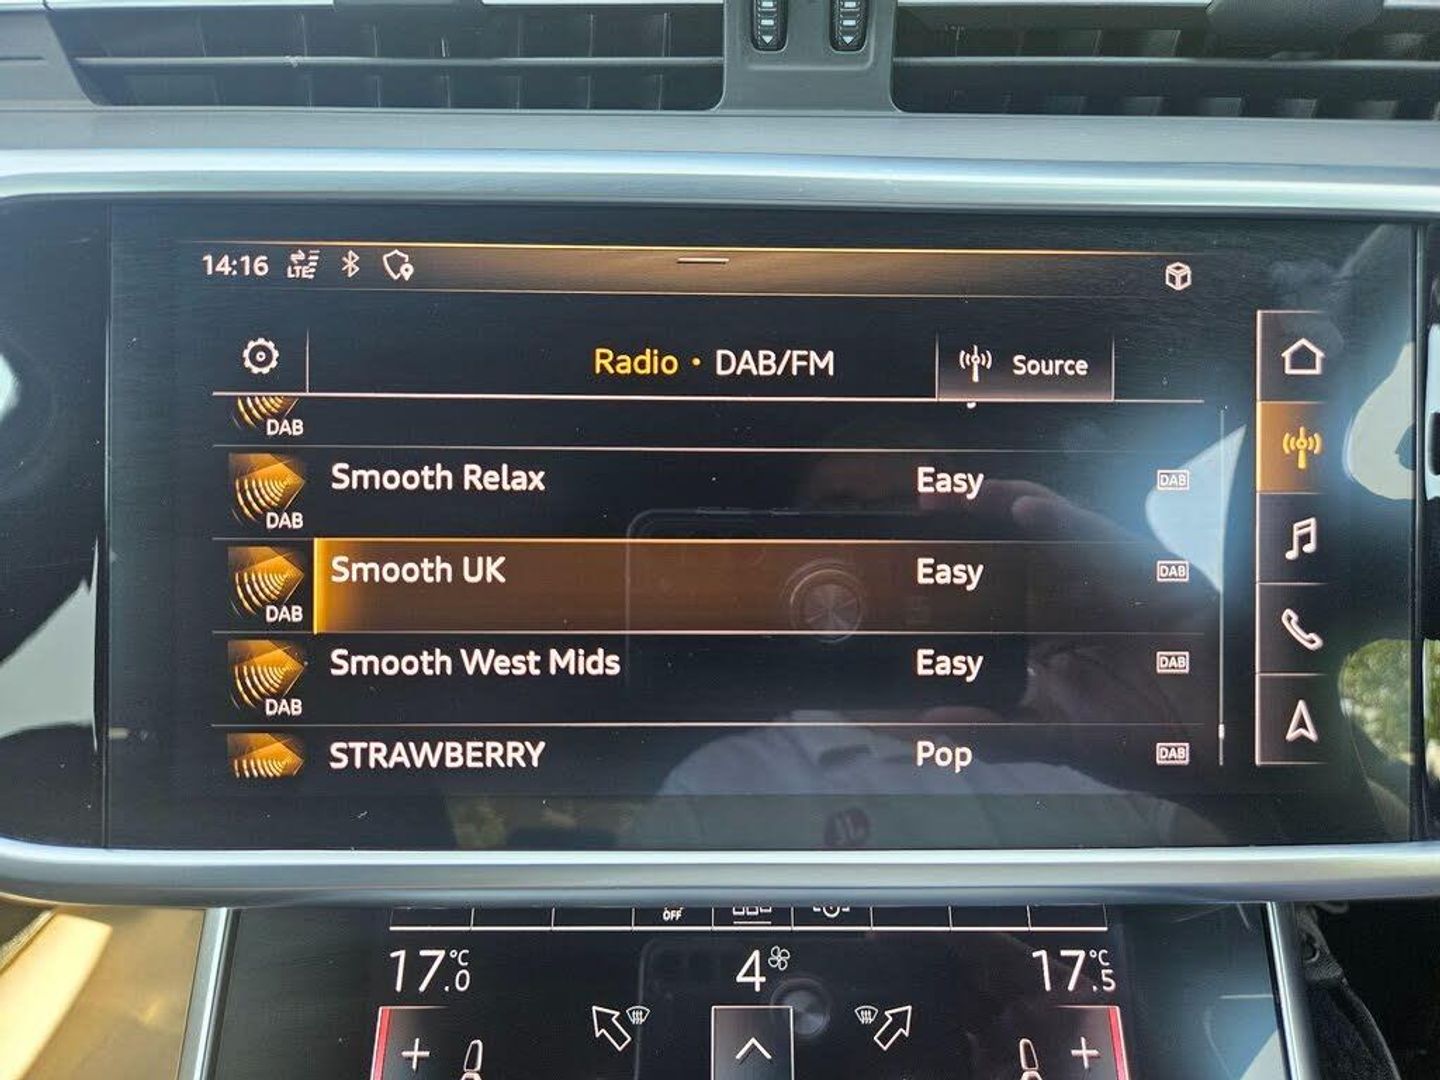 14:16 LTE
Radio • DAB/FM
Source
DAB
Smooth Relax Easy DAB
DAB
Smooth UK Easy DAB
DAB
Smooth West Mids Easy DAB
DAB
STRAWBERRY Pop DAB
OFF
17.0 °C 4 17.5 °C
+ +